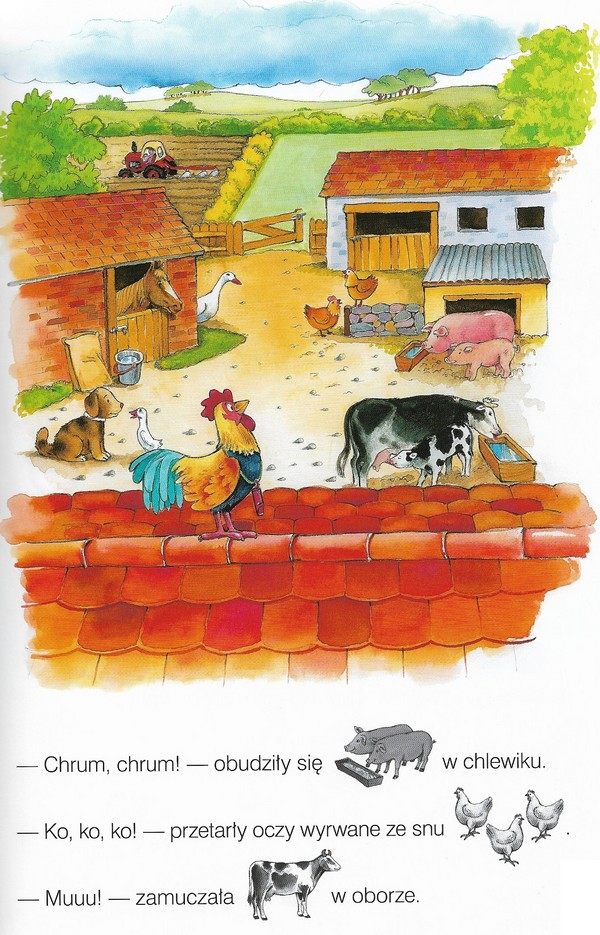 — Chrum, chrum! — obudziły się w chlewiku.
— Ko, ko, ko! — przetarły oczy wyrwane ze snu .
— Muuu! — zamuczała w oborze.